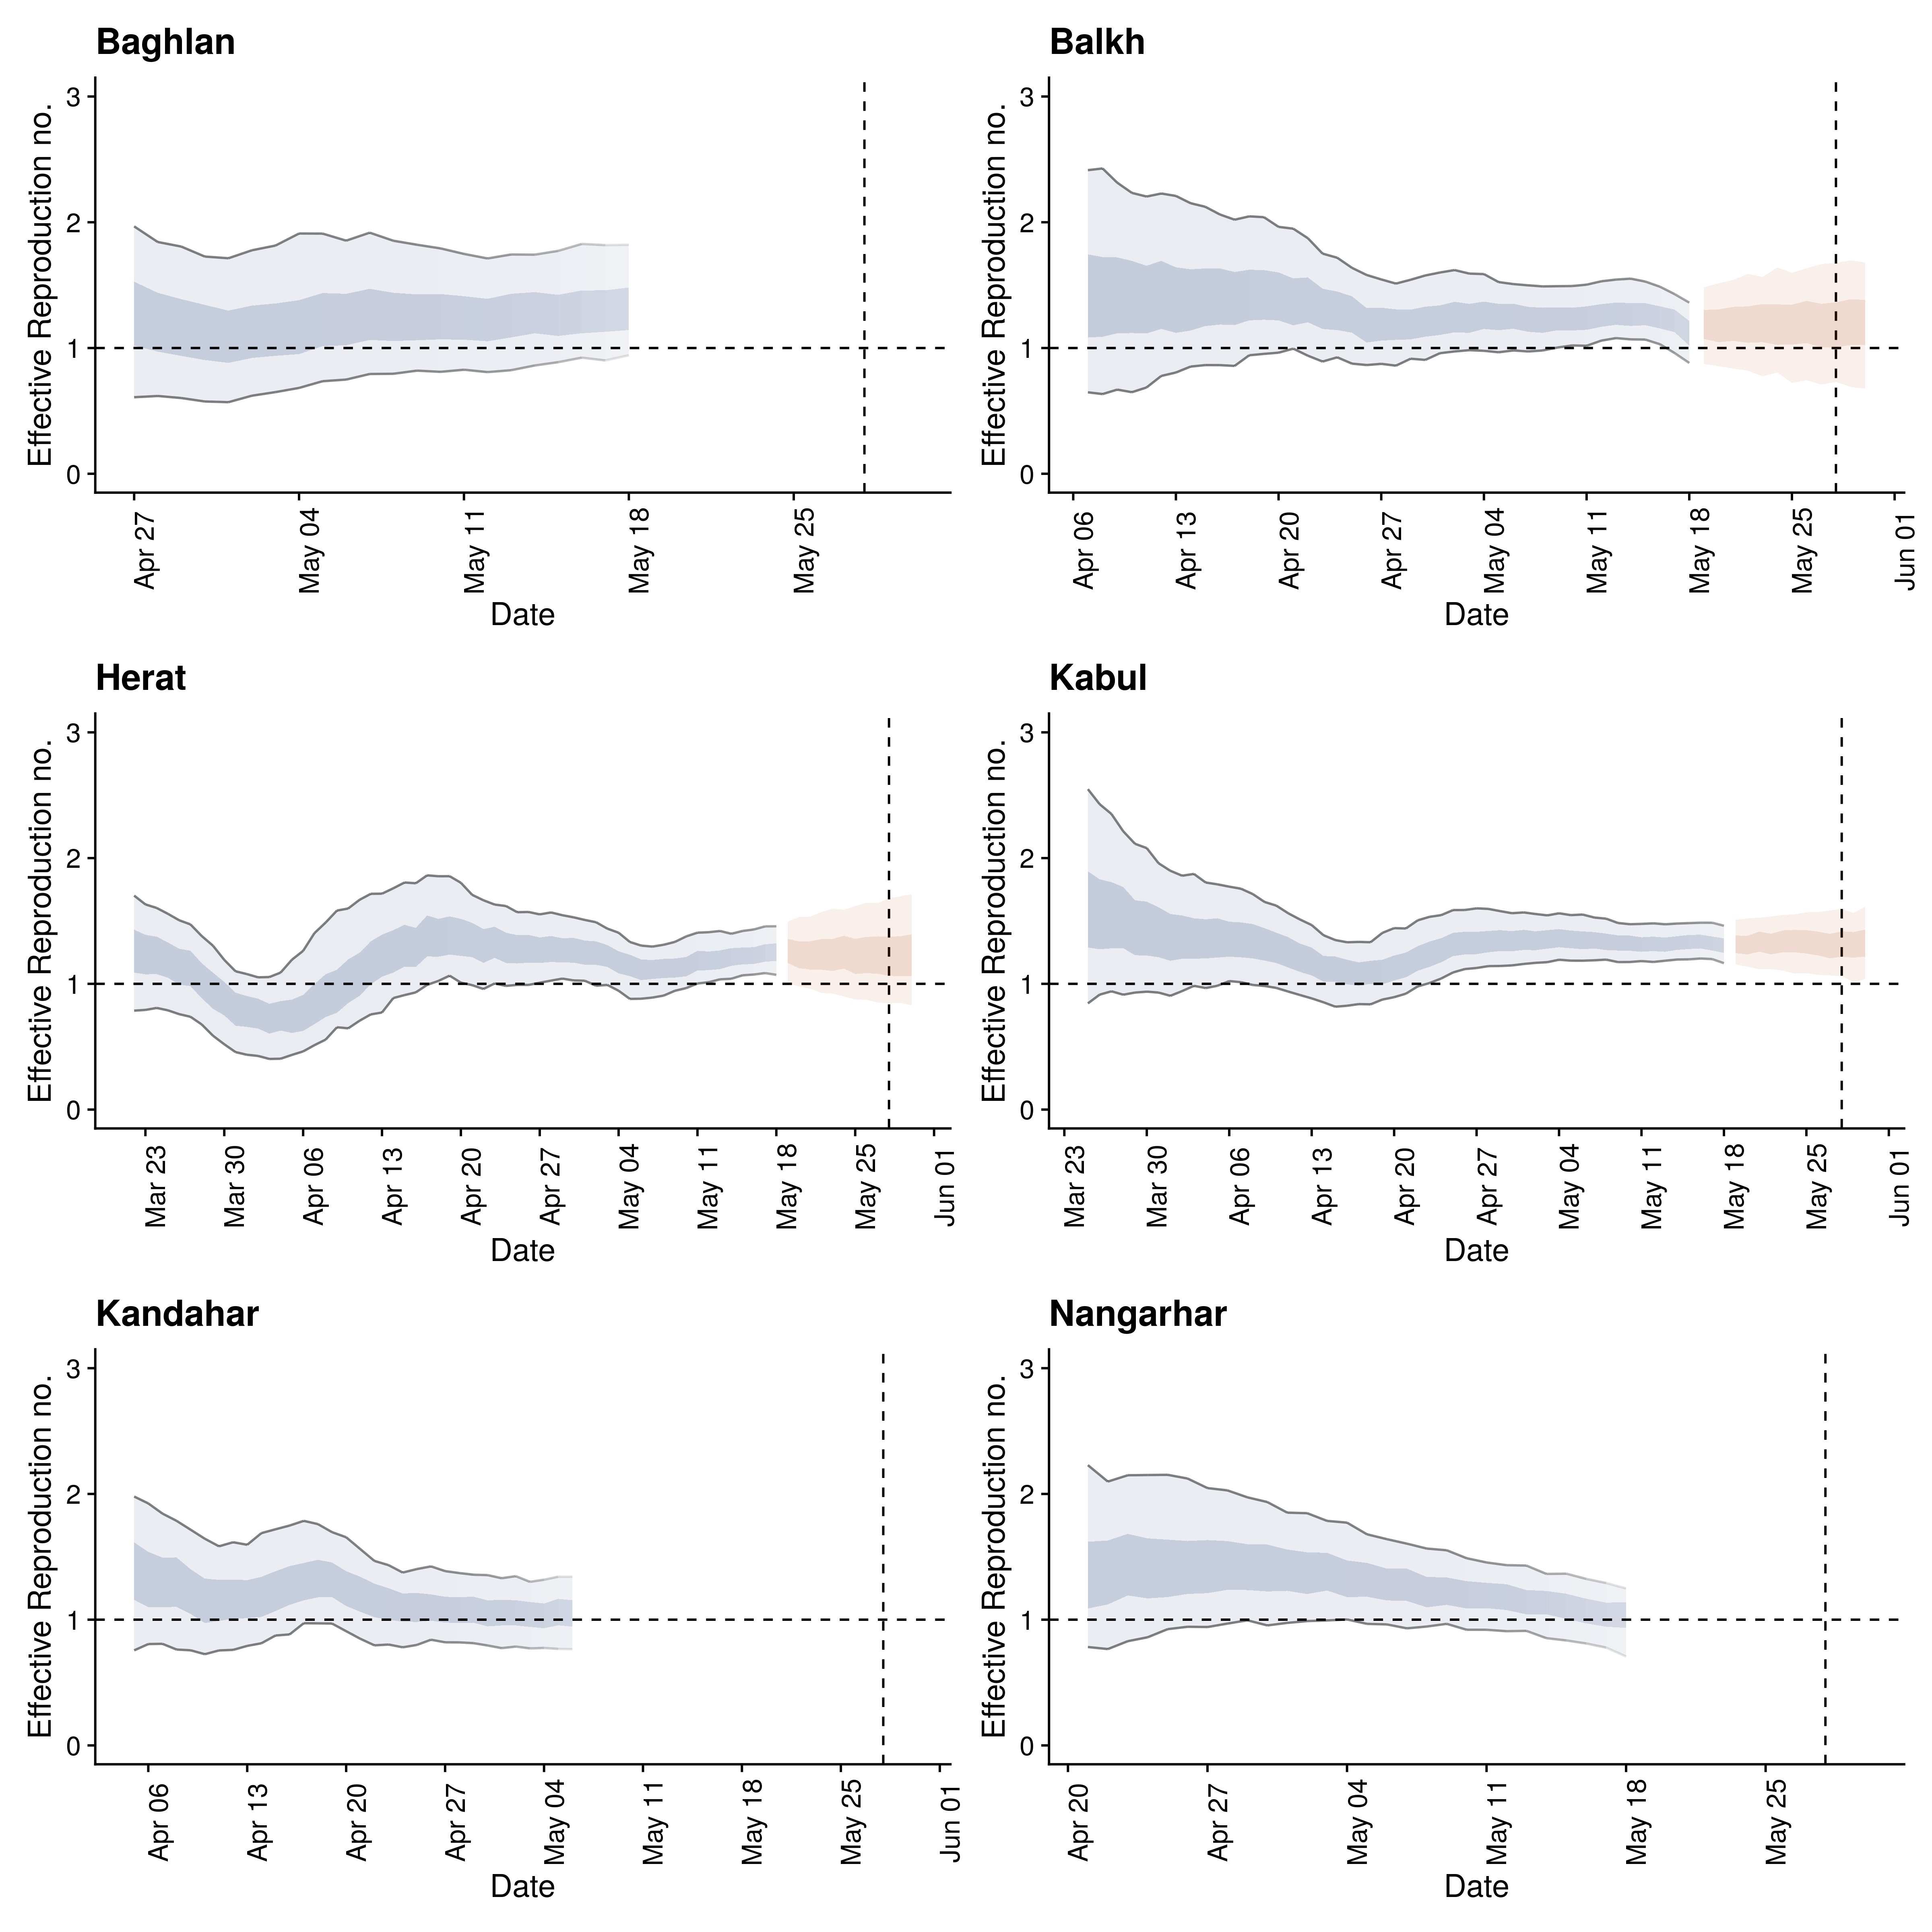 Baghlan
Effective Reproduction no.
3
2
1
0
Apr 27
May 04
May 11
May 18
May 25
Date
Balkh
Effective Reproduction no.
3
2
1
0
Apr 06
Apr 13
Apr 20
Apr 27
May 04
May 11
May 18
May 25
Jun 01
Date
Herat
Effective Reproduction no.
3
2
1
0
Mar 23
Mar 30
Apr 06
Apr 13
Apr 20
Apr 27
May 04
May 11
May 18
May 25
Jun 01
Date
Kabul
Effective Reproduction no.
3
2
1
0
Mar 23
Mar 30
Apr 06
Apr 13
Apr 20
Apr 27
May 04
May 11
May 18
May 25
Jun 01
Date
Kandahar
Effective Reproduction no.
3
2
1
0
Apr 06
Apr 13
Apr 20
Apr 27
May 04
May 11
May 18
May 25
Jun 01
Date
Nangarhar
Effective Reproduction no.
3
2
1
0
Apr 20
Apr 27
May 04
May 11
May 18
May 25
Date